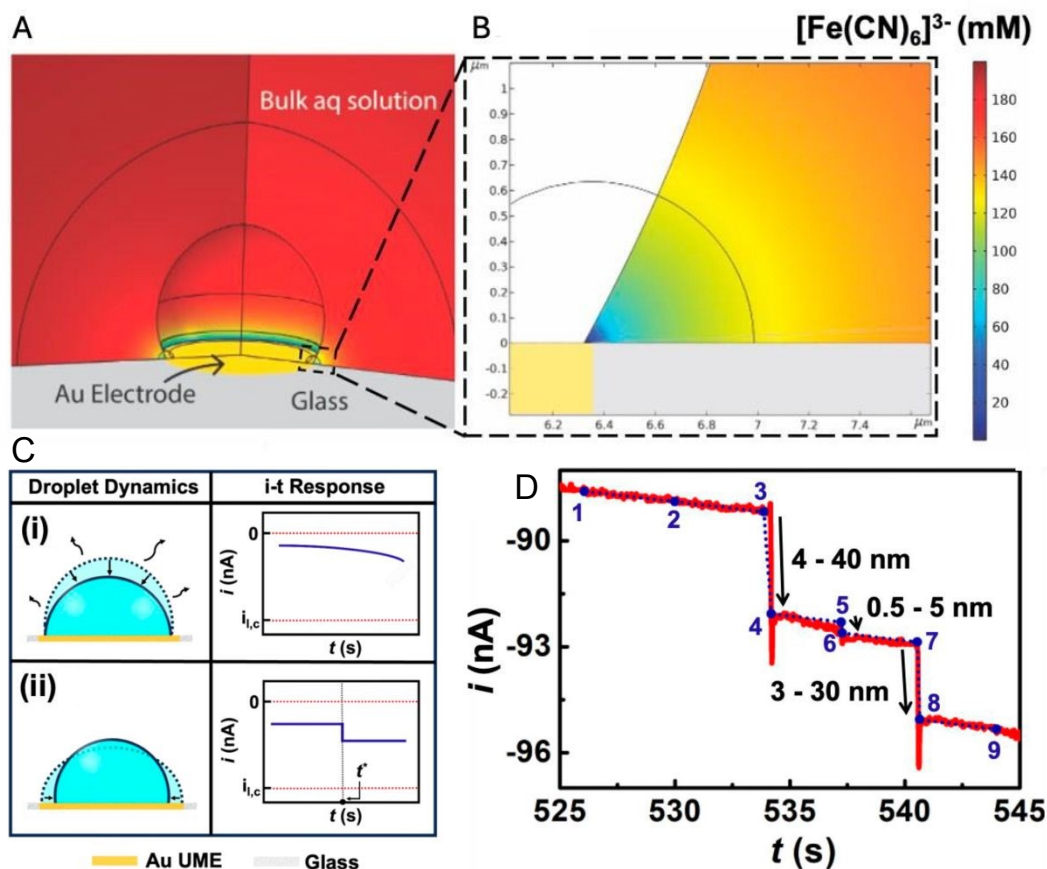 A
Bulk aq solution
Au Electrode
Glass
B
[Fe(CN)6]3- (mM)
μm
1
0.9
0.8
0.7
0.6
0.5
0.4
0.3
0.2
0.1
0
-0.1
-0.2
6.2
6.4
6.6
6.8
7
7.2
7.4
μm
180
160
140
120
100
80
60
40
20
C
Droplet Dynamics
i-t Response
(i)
0
i (nA)
il,c
t (s)
(ii)
0
i (nA)
il,c
t*
t (s)
Au UME
Glass
D
-90
-93
-96
i (nA)
1
2
3
4
5
6
7
8
9
4 - 40 nm
0.5 - 5 nm
3 - 30 nm
525
530
535
540
545
t (s)